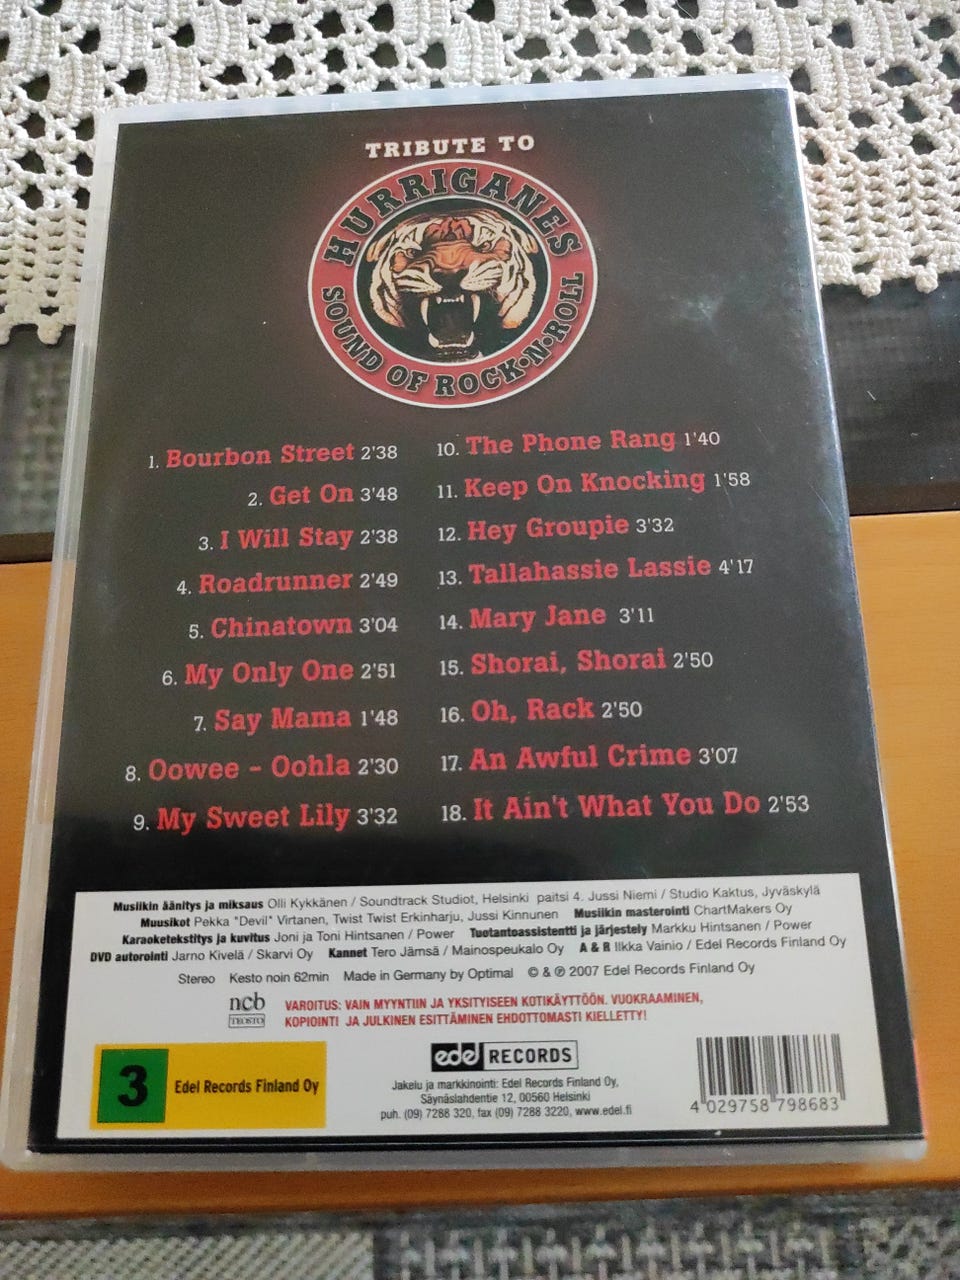 TRIBUTE TO
HURRIGANES
SOUND OF ROCK•N•ROLL
1. Bourbon Street 2'38
2. Get On 3'48
3. I Will Stay 2'38
4. Roadrunner 2'49
5. Chinatown 3'04
6. My Only One 2'51
7. Say Mama 1'48
8. Oowee - Oohla 2'30
9. My Sweet Lily 3'32
10. The Phone Rang 1'40
11. Keep On Knocking 1'58
12. Hey Groupie 3'32
13. Tallahassie Lassie 4'17
14. Mary Jane 3'11
15. Shorai, Shorai 2'50
16. Oh, Rack 2'50
17. An Awful Crime 3'07
18. It Ain't What You Do 2'53
Musiikin äänitys ja miksaus Olli Kykkänen / Soundtrack Studiot, Helsinki paitsi 4. Jussi Niemi / Studio Kaktus, Jyväskylä
Muusikot Pekka "Devil" Virtanen, Twist Twist Erkinharju, Jussi Kinnunen Musiikin masterointi ChartMakers Oy
Karaoketekstitys ja kuvitus Joni ja Toni Hintsanen / Power Tuotantoassistentti ja järjestely Markku Hintsanen / Power
DVD autorointi Jarno Kivelä / Skarvi Oy Kannet Tero Jämsä / Mainospeukalo Oy A & R Ilkka Vainio / Edel Records Finland Oy
Stereo Kesto noin 62min Made in Germany by Optimal © & ℗ 2007 Edel Records Finland Oy
ncb
TEOSTO
VAROITUS: VAIN MYYNTIIN JA YKSITYISEEN KOTIKÄYTTÖÖN. VUOKRAAMINEN,
KOPIOINTI JA JULKINEN ESITTÄMINEN EHDOTTOMASTI KIELLETTY!
3 Edel Records Finland Oy
edel RECORDS
Jakelu ja markkinointi: Edel Records Finland Oy,
Säynäslahdentie 12, 00560 Helsinki
puh. (09) 7288 320, fax (09) 7288 3220, www.edel.fi
4 029758 798683